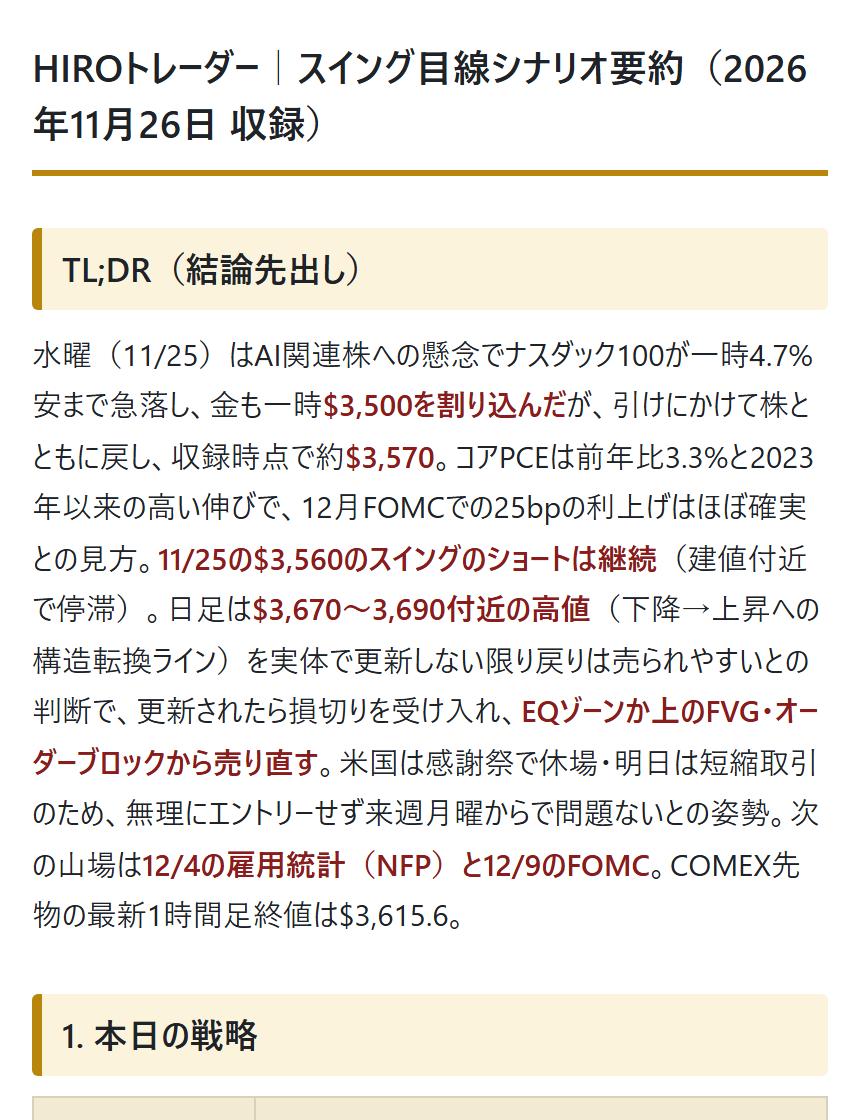 HIROトレーダー｜スイング目線シナリオ要約（2026
年11月26日 収録）
TL;DR（結論先出し）
水曜（11/25）はAI関連株への懸念でナスダック100が一時4.7%
安まで急落し、金も一時$3,500を割り込んだが、引けにかけて株と
ともに戻し、収録時点で約$3,570。コアPCEは前年比3.3%と2023
年以来の高い伸びで、12月FOMCでの25bpの利上げはほぼ確実
との見方。11/25の$3,560のスイングのショートは継続（建値付近
で停滞）。日足は$3,670〜3,690付近の高値（下降→上昇への
構造転換ライン）を実体で更新しない限り戻りは売られやすいとの
判断で、更新されたら損切りを受け入れ、EQゾーンか上のFVG・オー
ダーブロックから売り直す。米国は感謝祭で休場・明日は短縮取引
のため、無理にエントリーせず来週月曜からで問題ないとの姿勢。次
の山場は12/4の雇用統計（NFP）と12/9のFOMC。COMEX先
物の最新1時間足終値は$3,615.6。
1. 本日の戦略